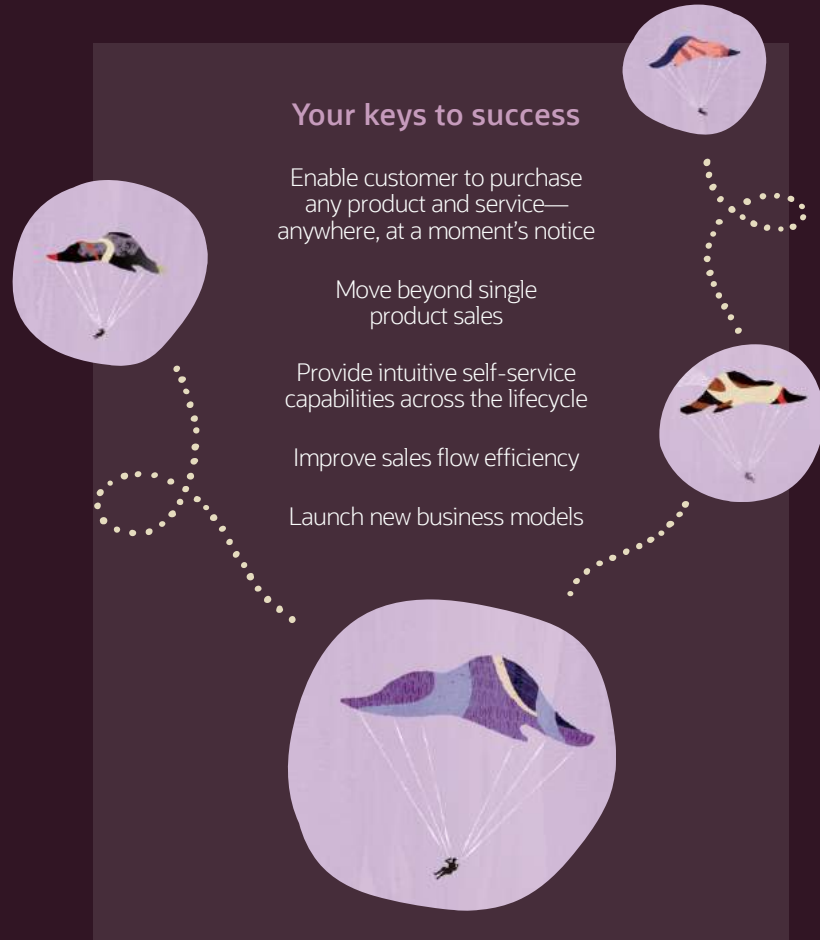 Your keys to success
Enable customer to purchase
any product and service—
anywhere, at a moment’s notice
Move beyond single
product sales
Provide intuitive self-service
capabilities across the lifecycle
Improve sales flow efficiency
Launch new business models